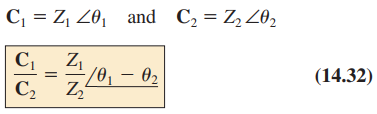 C₁ = Z₁ ∠θ₁ and C₂ = Z₂ ∠θ₂
C₁/C₂ = Z₁/Z₂ /θ₁ − θ₂ (14.32)